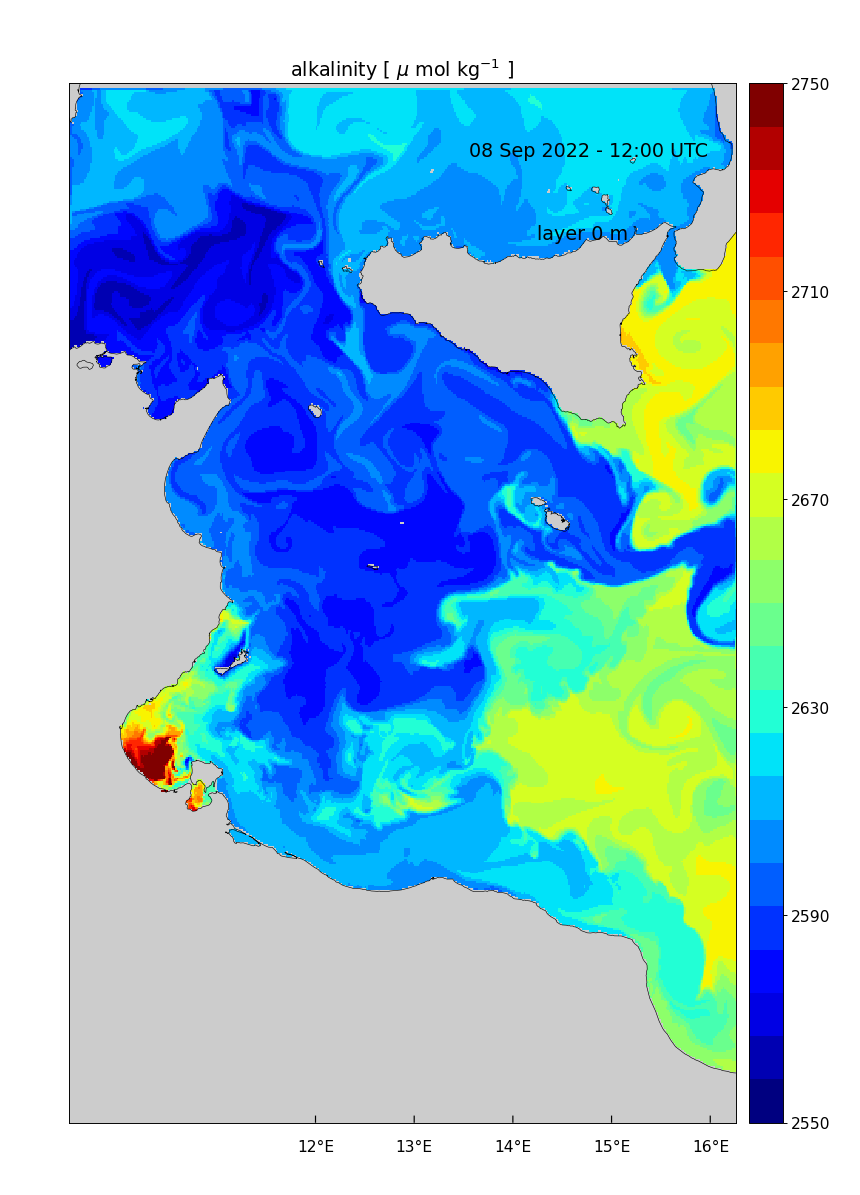 alkalinity [ μ mol kg⁻¹ ]
08 Sep 2022 - 12:00 UTC
layer 0 m
2750
2710
2670
2630
2590
2550
12°E 13°E 14°E 15°E 16°E